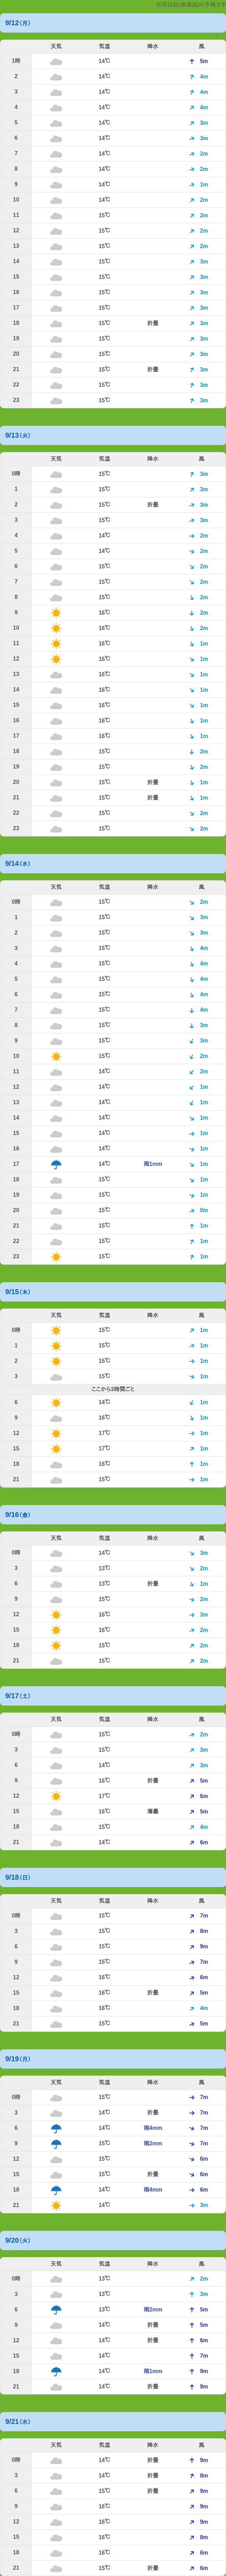 の予報です
9/12(月)
天気 気温 降水 風
1時 14℃ 5m
2 14℃ 4m
3 14℃ 4m
4 14℃ 4m
5 14℃ 3m
6 14℃ 3m
7 14℃ 2m
8 14℃ 2m
9 14℃ 1m
10 14℃ 2m
11 15℃ 2m
12 15℃ 2m
13 15℃ 2m
14 15℃ 3m
15 15℃ 3m
16 15℃ 3m
17 15℃ 3m
18 15℃ 折曇 3m
19 15℃ 3m
20 15℃ 3m
21 15℃ 折曇 3m
22 15℃ 3m
23 15℃ 3m
9/13(火)
天気 気温 降水 風
0時 15℃ 3m
1 15℃ 3m
2 15℃ 折曇 3m
3 15℃ 3m
4 15℃ 2m
5 14℃ 2m
6 15℃ 2m
7 15℃ 2m
8 15℃ 2m
9 16℃ 2m
10 16℃ 2m
11 16℃ 1m
12 16℃ 1m
13 16℃ 1m
14 16℃ 1m
15 16℃ 1m
16 16℃ 1m
17 16℃ 1m
18 15℃ 2m
19 15℃ 2m
20 15℃ 折曇 1m
21 15℃ 折曇 1m
22 15℃ 2m
23 15℃ 2m
9/14(水)
天気 気温 降水 風
0時 15℃ 2m
1 15℃ 3m
2 15℃ 3m
3 15℃ 4m
4 15℃ 4m
5 15℃ 4m
6 14℃ 4m
7 14℃ 4m
8 15℃ 3m
9 15℃ 3m
10 15℃ 2m
11 14℃ 2m
12 14℃ 1m
13 14℃ 1m
14 14℃ 1m
15 14℃ 1m
16 14℃ 1m
17 14℃ 雨1mm 1m
18 15℃ 1m
19 15℃ 1m
20 15℃ 0m
21 15℃ 1m
22 15℃ 1m
23 15℃ 1m
9/15(木)
天気 気温 降水 風
0時 15℃ 1m
1 15℃ 1m
2 15℃ 1m
3 15℃ 1m
ここから3時間ごと
6 14℃ 1m
9 16℃ 1m
12 17℃ 1m
15 17℃ 1m
18 16℃ 1m
21 15℃ 1m
9/16(金)
天気 気温 降水 風
0時 14℃ 3m
3 13℃ 2m
6 13℃ 折曇 1m
9 15℃ 2m
12 16℃ 3m
15 16℃ 2m
18 15℃ 2m
21 15℃ 2m
9/17(土)
天気 気温 降水 風
0時 15℃ 2m
3 15℃ 3m
6 14℃ 3m
9 16℃ 折曇 5m
12 17℃ 6m
15 16℃ 薄曇 5m
18 15℃ 4m
21 14℃ 6m
9/18(日)
天気 気温 降水 風
0時 15℃ 7m
3 15℃ 8m
6 15℃ 9m
9 15℃ 7m
12 16℃ 6m
15 16℃ 折曇 5m
18 16℃ 4m
21 15℃ 5m
9/19(月)
天気 気温 降水 風
0時 15℃ 7m
3 14℃ 折曇 7m
6 14℃ 雨4mm 7m
9 15℃ 雨2mm 7m
12 15℃ 6m
15 15℃ 折曇 6m
18 14℃ 雨4mm 6m
21 14℃ 3m
9/20(火)
天気 気温 降水 風
0時 13℃ 2m
3 13℃ 3m
6 13℃ 雨2mm 5m
9 14℃ 折曇 5m
12 14℃ 折曇 6m
15 14℃ 7m
18 14℃ 雨1mm 9m
21 14℃ 折曇 9m
9/21(水)
天気 気温 降水 風
0時 14℃ 折曇 9m
3 14℃ 折曇 8m
6 15℃ 折曇 9m
9 16℃ 9m
12 16℃ 9m
15 16℃ 8m
18 16℃ 6m
21 15℃ 折曇 6m